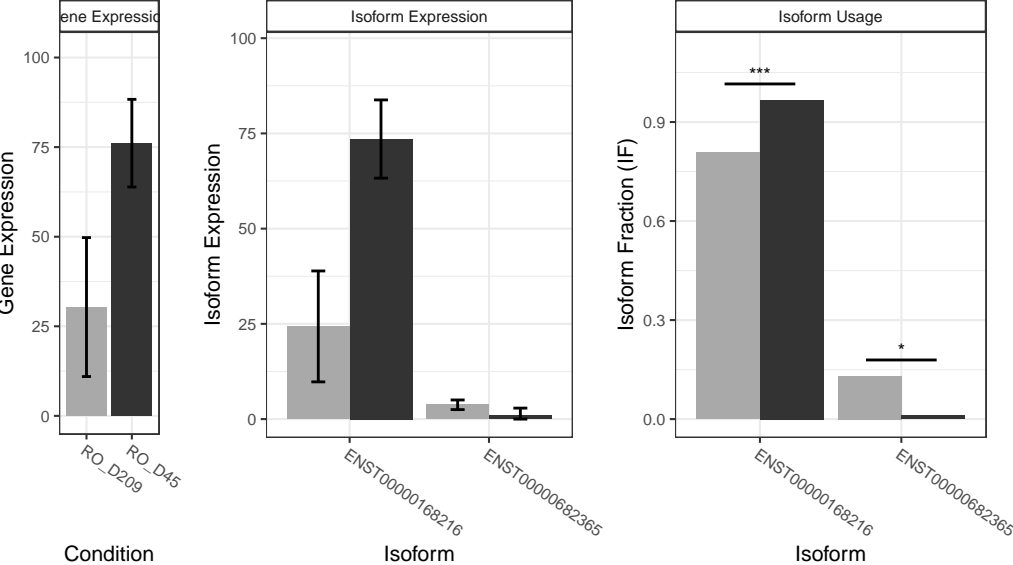 ene Expressio
Gene Expression
100
75
50
25
0
RO_D209
RO_D45
Condition
Isoform Expression
Isoform Expression
100
75
50
25
0
ENST00000168216
ENST00000682365
Isoform
Isoform Usage
Isoform Fraction (IF)
0.9
0.6
0.3
0.0
***
*
ENST00000168216
ENST00000682365
Isoform